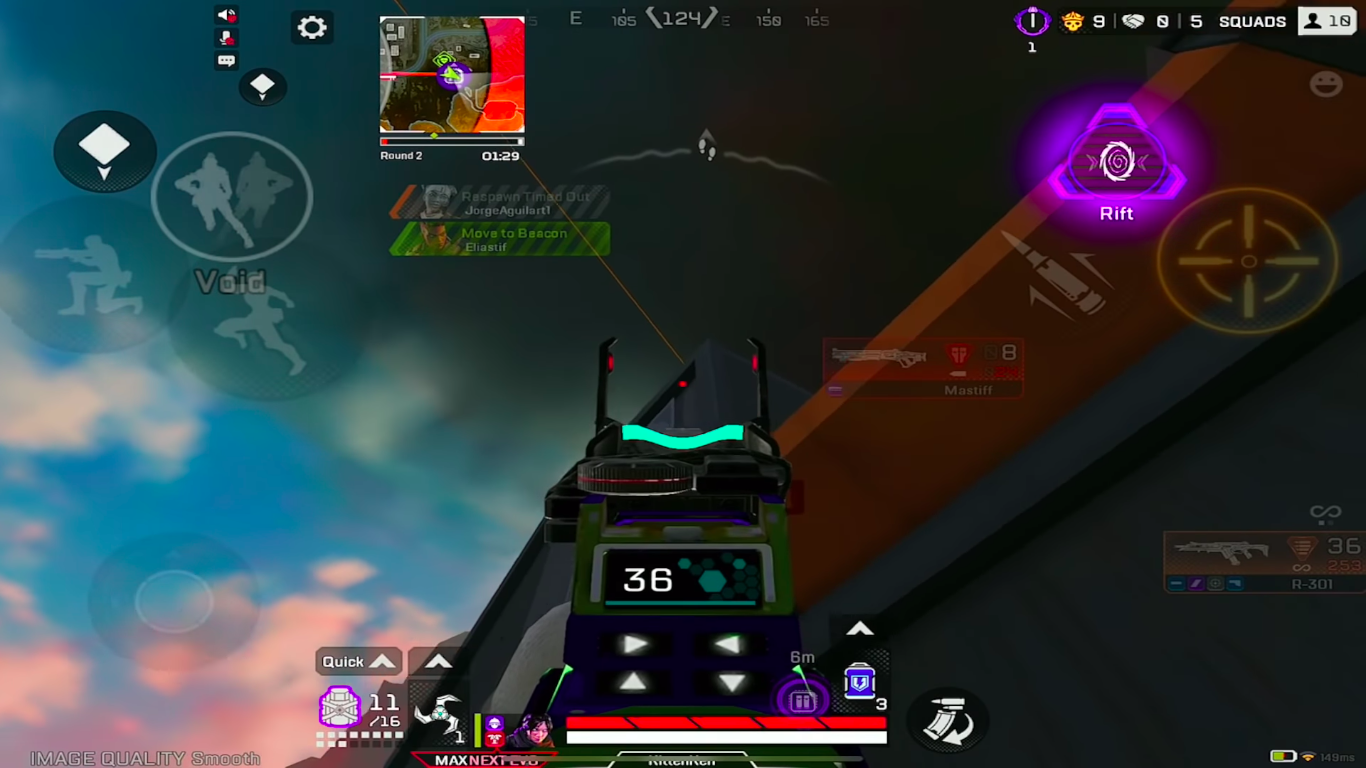 E
105
124
E
150
165
9
0
5
SQUADS
10
1
Round 2
01:29
Respawn Timed Out
JorgeAguilart1
Move to Beacon
Eliastif
Void
Rift
8
Mastiff
36
253
R-301
36
6m
Quick
11
/16
1
3
MAX NEXT EVO
KittenKen
IMAGE QUALITY Smooth
149ms